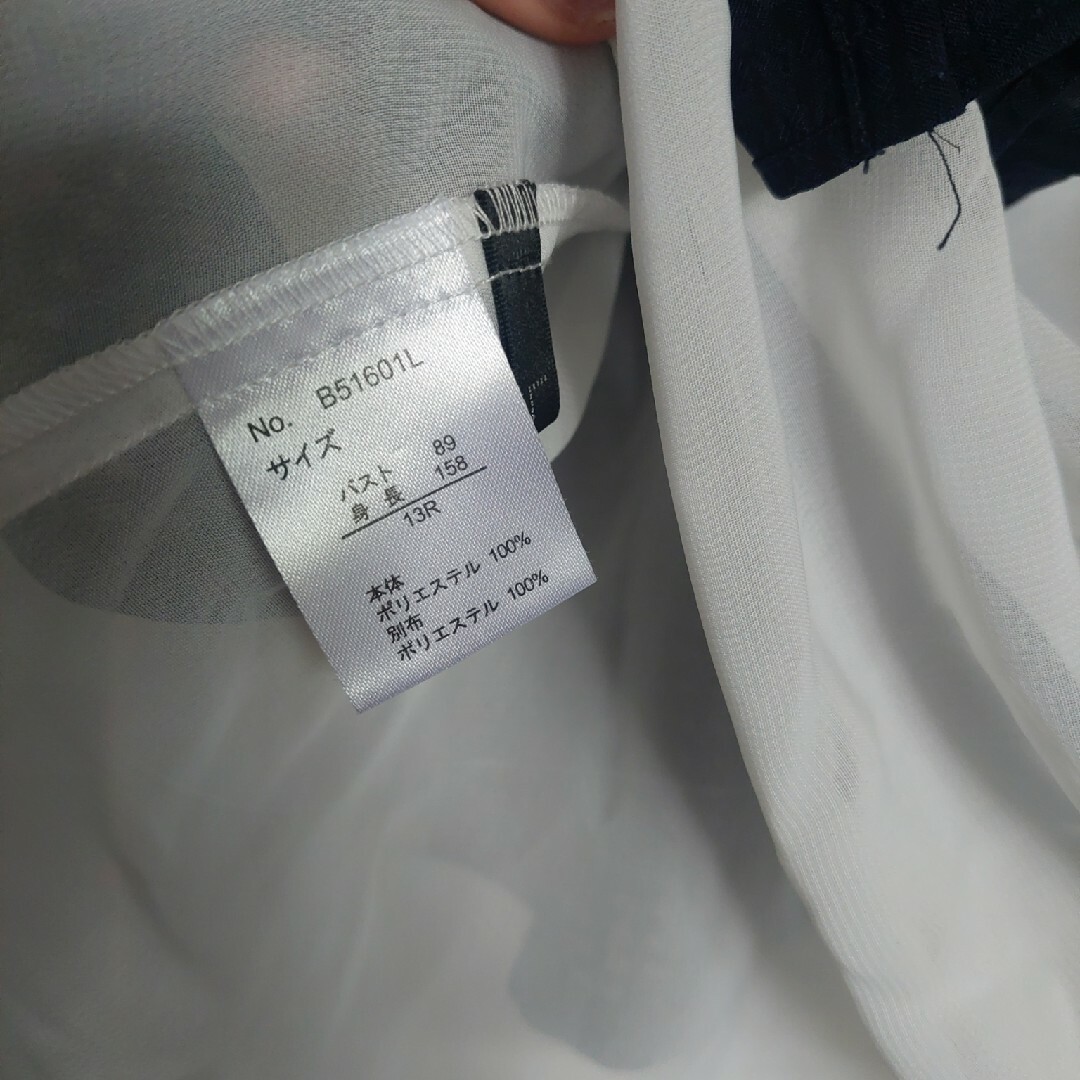 No. B51601L
サイズ
バスト 89
身長 158
13R
本体
ポリエステル 100%
別布
ポリエステル 100%